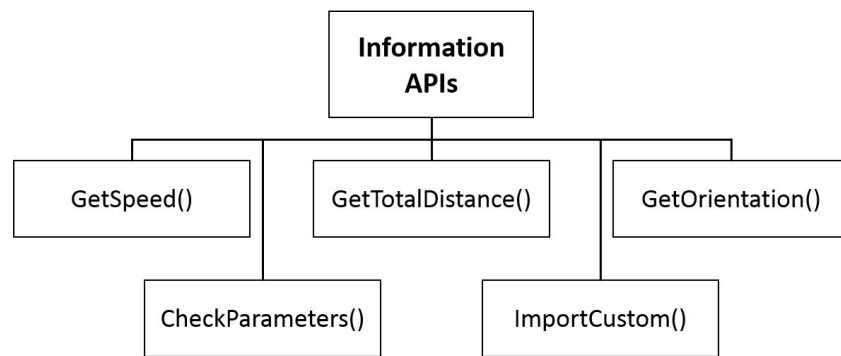 Information
APIs
GetSpeed()
GetTotalDistance()
GetOrientation()
CheckParameters()
ImportCustom()